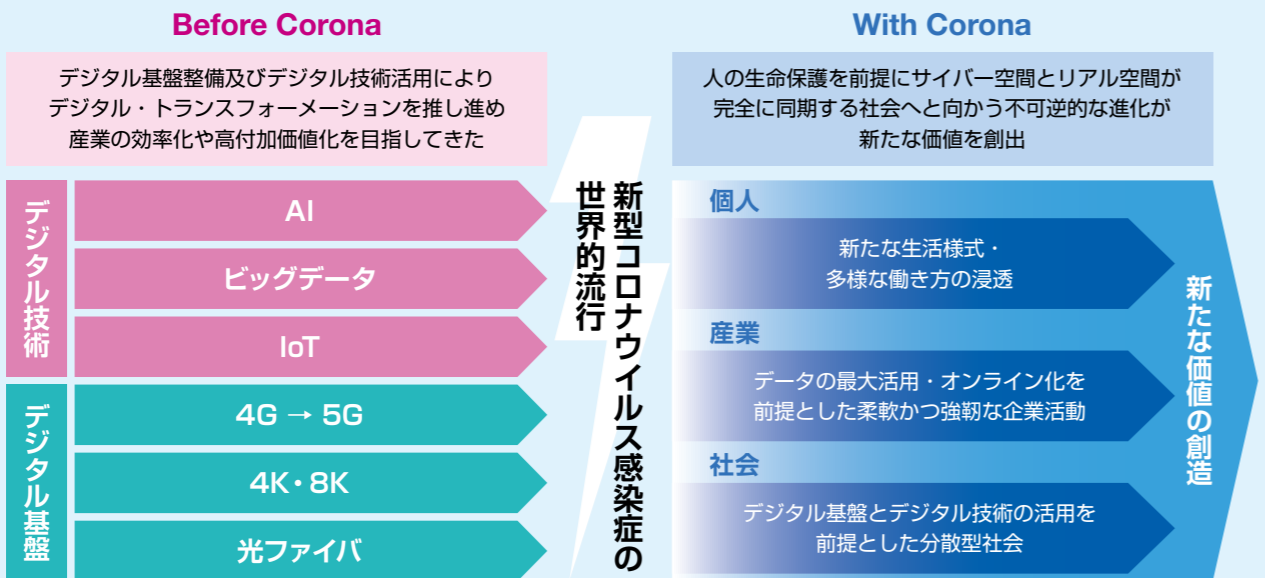 Before Corona
デジタル基盤整備及びデジタル技術活用により
デジタル・トランスフォーメーションを推し進め
産業の効率化や高付加価値化を目指してきた
デジタル技術
AI
ビッグデータ
IoT
デジタル基盤
4G → 5G
4K・8K
光ファイバ
新型コロナウイルス感染症の
世界的流行
With Corona
人の生命保護を前提にサイバー空間とリアル空間が
完全に同期する社会へと向かう不可逆的な進化が
新たな価値を創出
個人
新たな生活様式・
多様な働き方の浸透
産業
データの最大活用・オンライン化を
前提とした柔軟かつ強靭な企業活動
社会
デジタル基盤とデジタル技術の活用を
前提とした分散型社会
新たな価値の創造